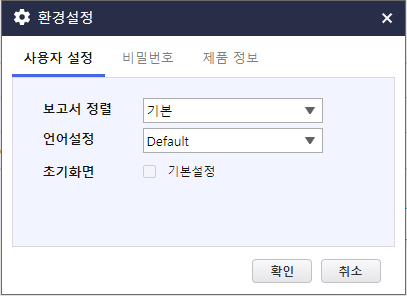 환경설정
사용자 설정 비밀번호 제품 정보
보고서 정렬 기본
언어설정 Default
초기화면 기본설정
확인 취소